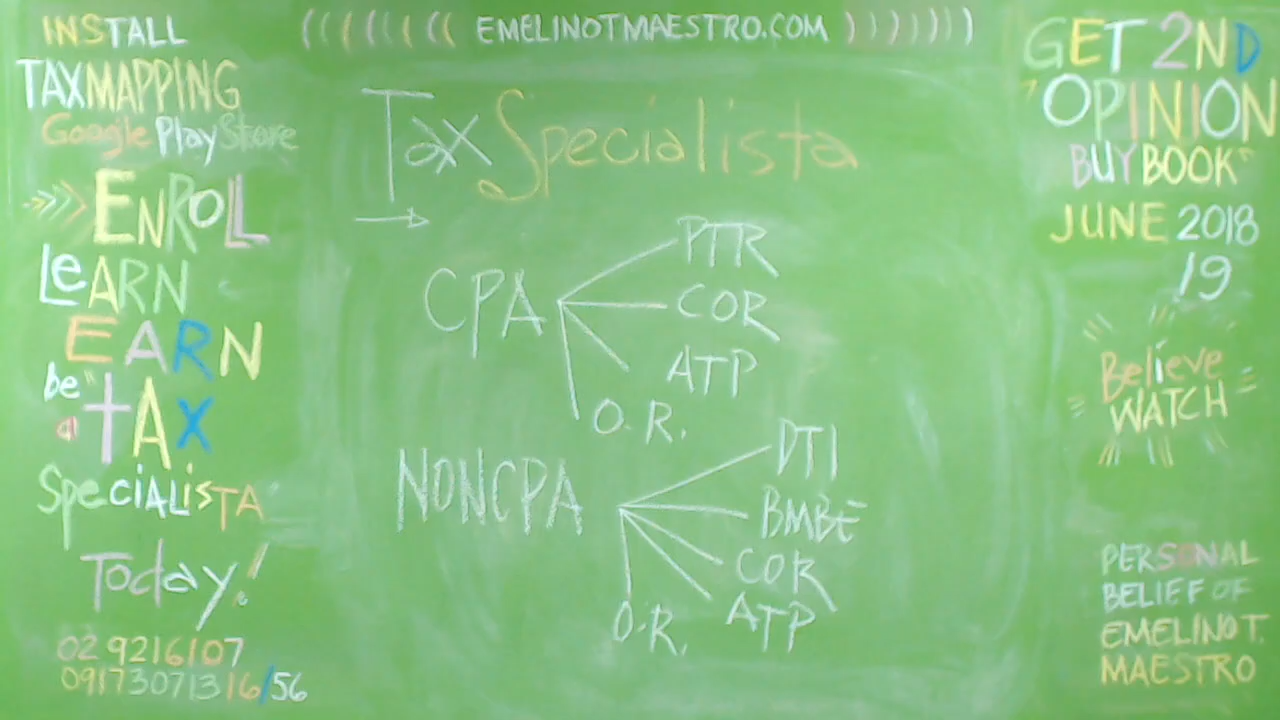 INSTALL
TAXMAPPING
Google PlayStore
>>>> ENROLL
LeARN
EARN
be
a tAX
SpeciALisTA
Today!
02 9216107
09173071316/56
((((((( EMELINOTMAESTRO.COM )))))))
Tax Specialista
CPA
PTR
COR
ATP
O.R.
NONCPA
DTI
BMBE
COR
ATP
O.R.
GET 2ND
OPINION
BUY BOOK
JUNE 2018
19
Believe
WATCH
PERSONAL
BELIEF OF
EMELINO T.
MAESTRO